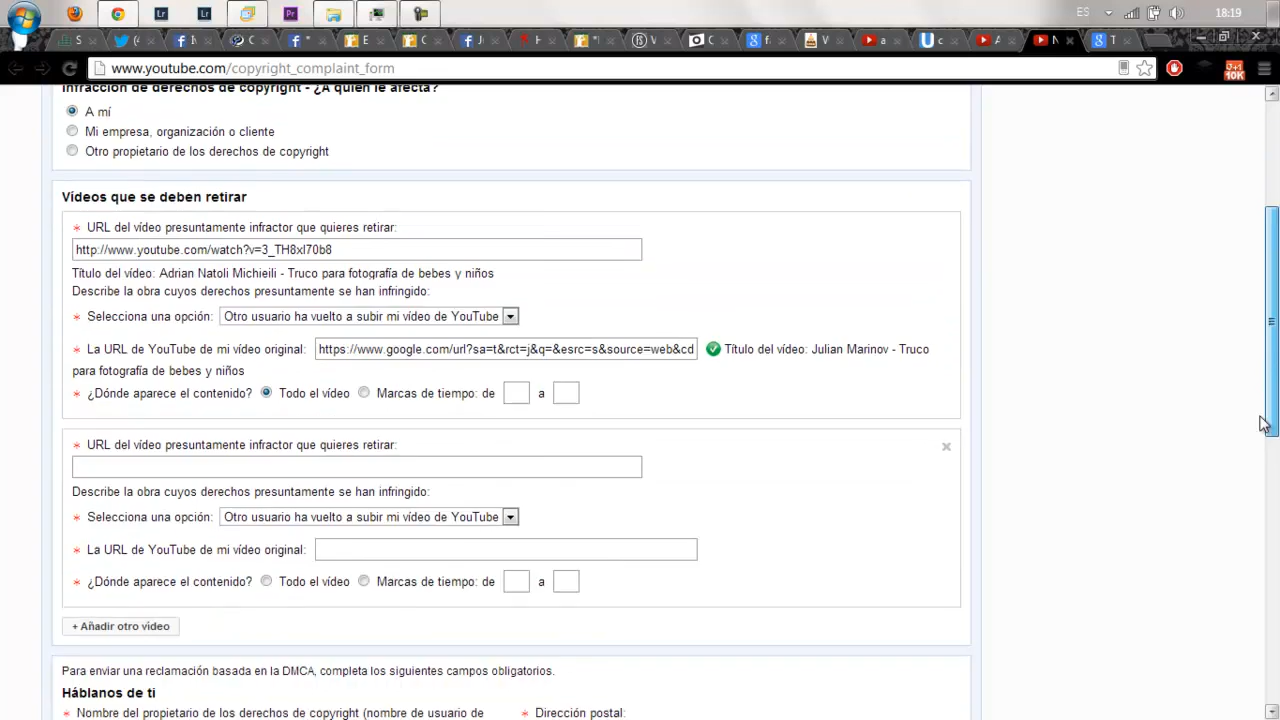 ES 18:19
www.youtube.com/copyright_complaint_form
Infracción de derechos de copyright - ¿A quién le afecta?
A mí
Mi empresa, organización o cliente
Otro propietario de los derechos de copyright
Vídeos que se deben retirar
* URL del vídeo presuntamente infractor que quieres retirar:
http://www.youtube.com/watch?v=3_TH8xI70b8
Título del vídeo: Adrian Natoli Michieili - Truco para fotografía de bebes y niños
Describe la obra cuyos derechos presuntamente se han infringido:
* Selecciona una opción: Otro usuario ha vuelto a subir mi vídeo de YouTube
* La URL de YouTube de mi vídeo original: https://www.google.com/url?sa=t&rct=j&q=&esrc=s&source=web&cd Título del vídeo: Julian Marinov - Truco
para fotografía de bebes y niños
* ¿Dónde aparece el contenido? Todo el vídeo Marcas de tiempo: de a
* URL del vídeo presuntamente infractor que quieres retirar:
Describe la obra cuyos derechos presuntamente se han infringido:
* Selecciona una opción: Otro usuario ha vuelto a subir mi vídeo de YouTube
* La URL de YouTube de mi vídeo original:
* ¿Dónde aparece el contenido? Todo el vídeo Marcas de tiempo: de a
+ Añadir otro vídeo
Para enviar una reclamación basada en la DMCA, completa los siguientes campos obligatorios.
Háblanos de ti
* Nombre del propietario de los derechos de copyright (nombre de usuario de * Dirección postal: